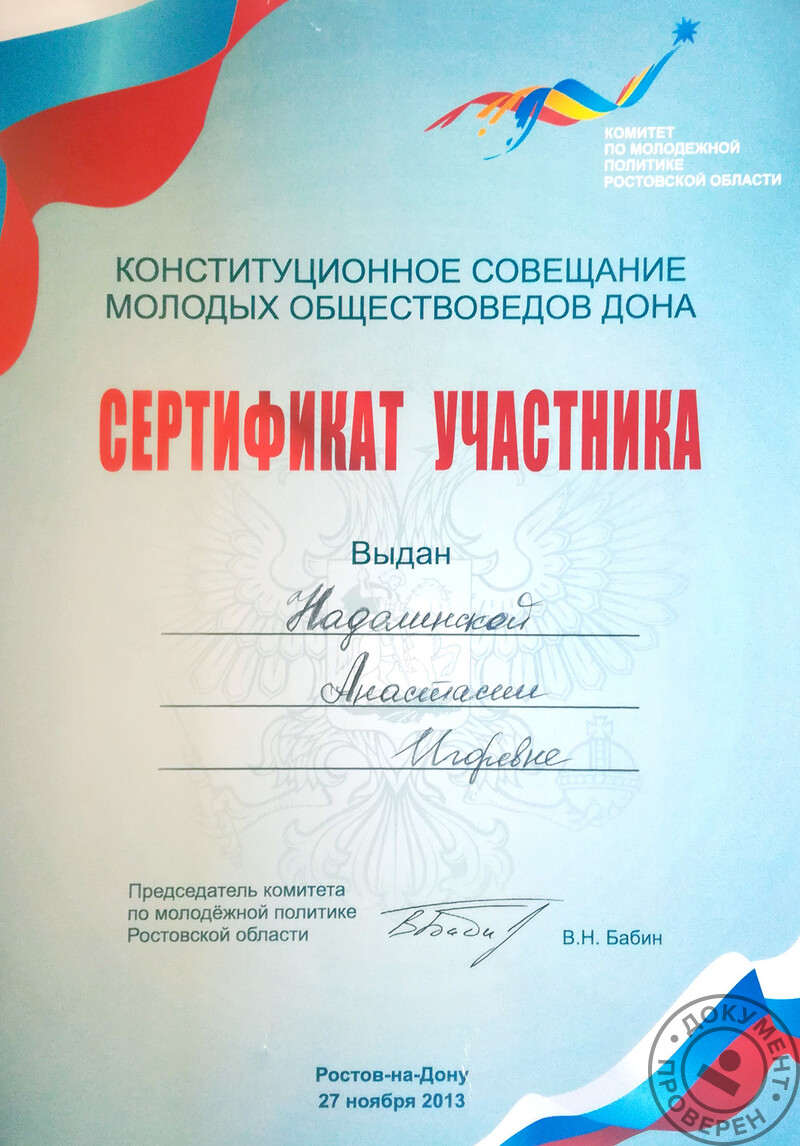 КОМИТЕТ
ПО МОЛОДЕЖНОЙ
ПОЛИТИКЕ
РОСТОВСКОЙ ОБЛАСТИ
КОНСТИТУЦИОННОЕ СОВЕЩАНИЕ
МОЛОДЫХ ОБЩЕСТВОВЕДОВ ДОНА
СЕРТИФИКАТ УЧАСТНИКА
Выдан
Надолинской
Анастасии
Игоревне
Председатель комитета
по молодёжной политике
Ростовской области
В.Н. Бабин
Ростов-на-Дону
27 ноября 2013
ДОКУМЕНТ
ПРОВЕРЕН